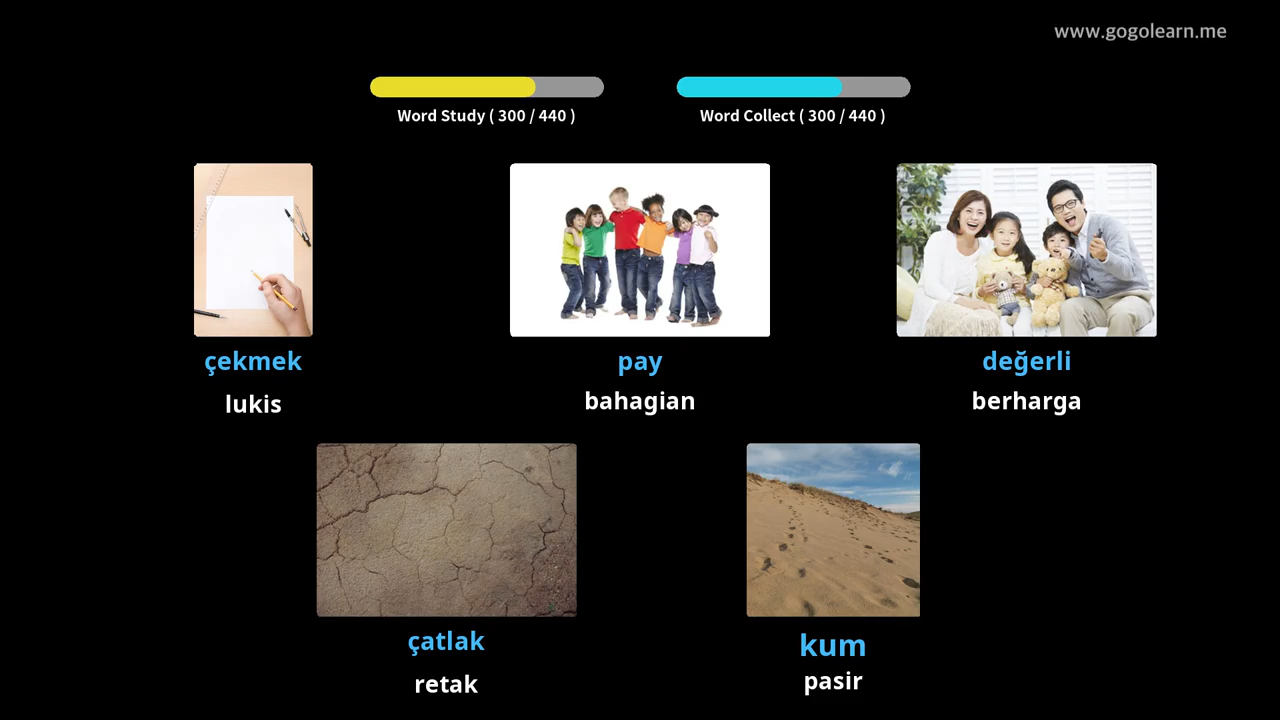 www.gogolearn.me
Word Study ( 300 / 440 )
Word Collect ( 300 / 440 )
çekmek
lukis
pay
bahagian
değerli
berharga
çatlak
retak
kum
pasir